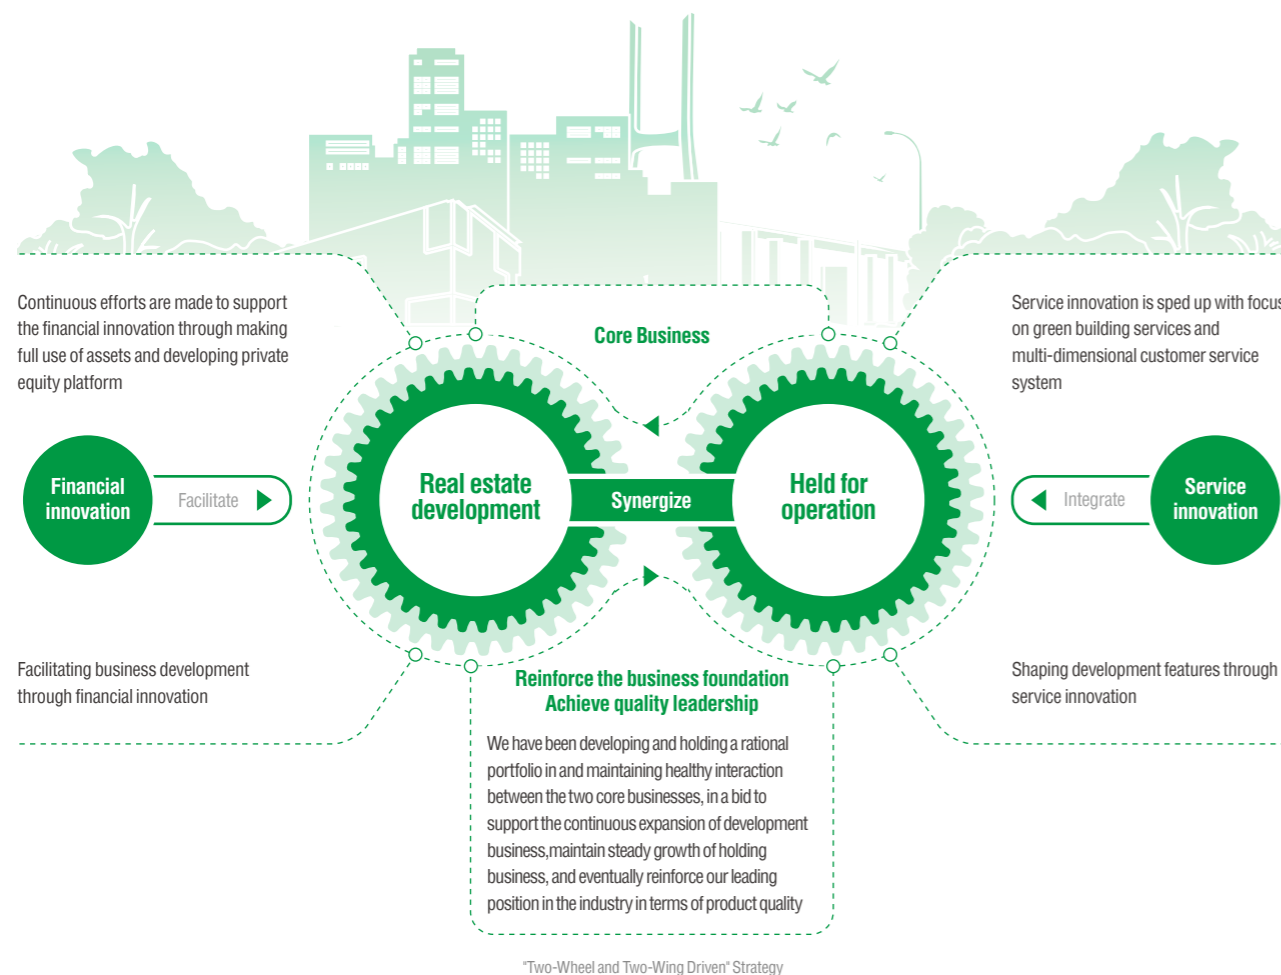 Continuous efforts are made to support
the financial innovation through making
full use of assets and developing private
equity platform
Core Business
Service innovation is sped up with focus
on green building services and
multi-dimensional customer service
system
Financial
innovation
Facilitate
Real estate
development
Synergize
Held for
operation
Integrate
Service
innovation
Facilitating business development
through financial innovation
Reinforce the business foundation
Achieve quality leadership
We have been developing and holding a rational
portfolio in and maintaining healthy interaction
between the two core businesses, in a bid to
support the continuous expansion of development
business,maintain steady growth of holding
business, and eventually reinforce our leading
position in the industry in terms of product quality
Shaping development features through
service innovation
"Two-Wheel and Two-Wing Driven" Strategy